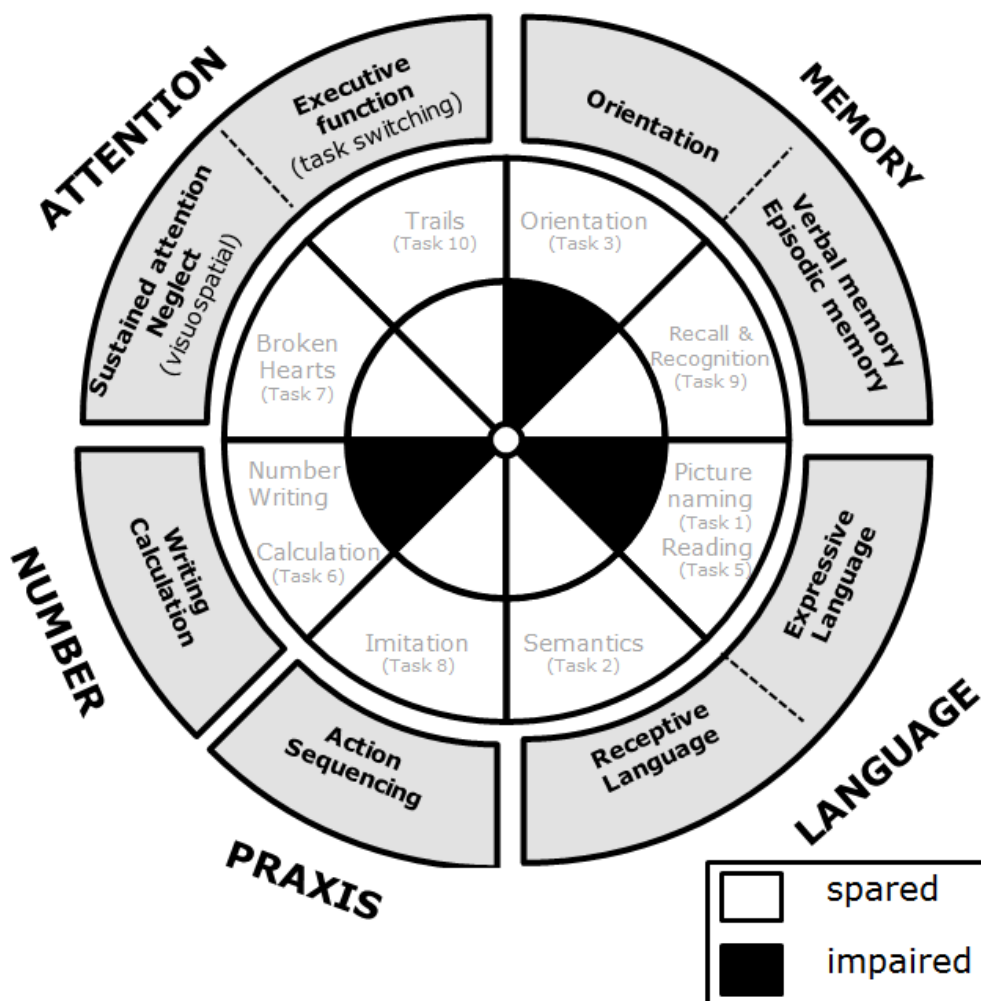 ATTENTION
Executive
function
(task switching)
Sustained attention
Neglect
(visuospatial)
MEMORY
Orientation
Verbal memory
Episodic memory
Trails
(Task 10)
Orientation
(Task 3)
Broken
Hearts
(Task 7)
Recall &
Recognition
(Task 9)
Number
Writing
Calculation
(Task 6)
Picture
naming
(Task 1)
Reading
(Task 5)
Imitation
(Task 8)
Semantics
(Task 2)
NUMBER
Writing
Calculation
PRAXIS
Action
Sequencing
LANGUAGE
Expressive
Language
Receptive
Language
spared
impaired